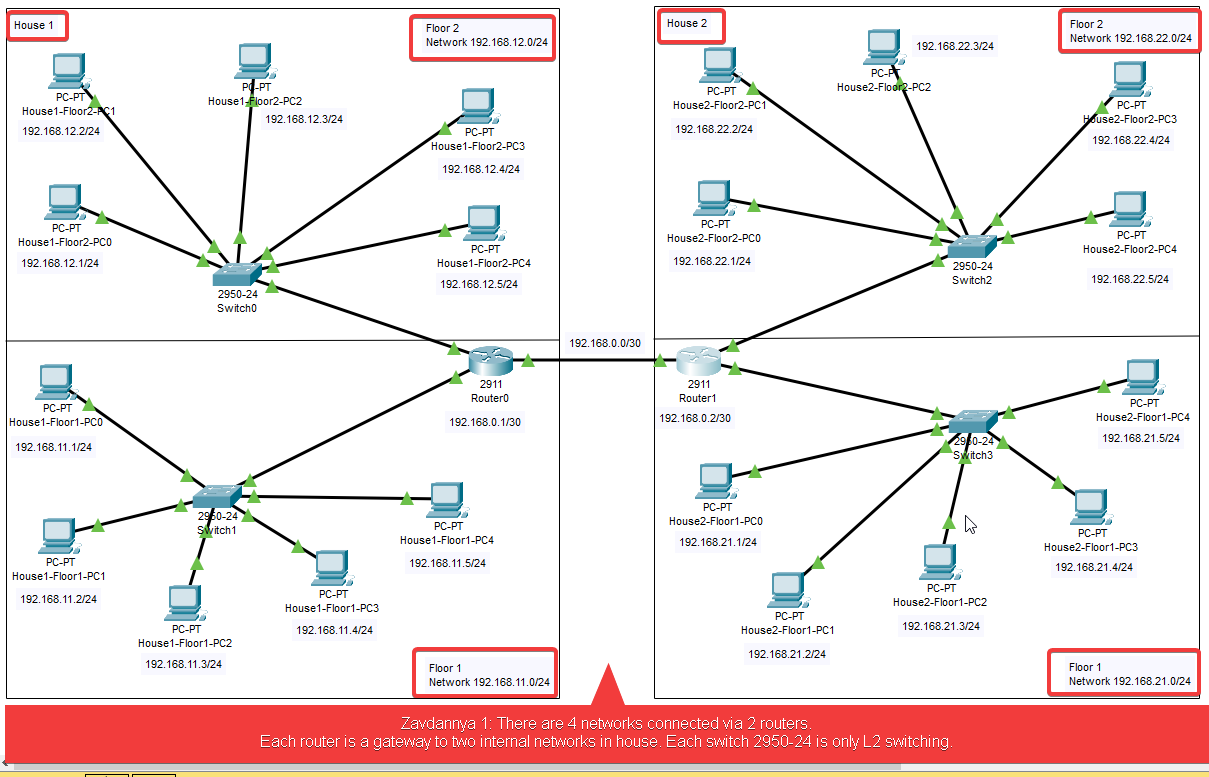 House 1
Floor 2
Network 192.168.12.0/24
PC-PT
House1-Floor2-PC1
192.168.12.2/24
PC-PT
House1-Floor2-PC2
192.168.12.3/24
PC-PT
House1-Floor2-PC3
192.168.12.4/24
PC-PT
House1-Floor2-PC0
192.168.12.1/24
PC-PT
House1-Floor2-PC4
192.168.12.5/24
2950-24
Switch0
2911
Router0
192.168.0.1/30
192.168.0.0/30
PC-PT
House1-Floor1-PC0
192.168.11.1/24
2950-24
Switch1
PC-PT
House1-Floor1-PC4
192.168.11.5/24
PC-PT
House1-Floor1-PC1
192.168.11.2/24
PC-PT
House1-Floor1-PC3
192.168.11.4/24
PC-PT
House1-Floor1-PC2
192.168.11.3/24
Floor 1
Network 192.168.11.0/24
House 2
Floor 2
Network 192.168.22.0/24
PC-PT
House2-Floor2-PC1
192.168.22.2/24
192.168.22.3/24
PC-PT
House2-Floor2-PC2
PC-PT
House2-Floor2-PC3
192.168.22.4/24
PC-PT
House2-Floor2-PC0
192.168.22.1/24
PC-PT
House2-Floor2-PC4
192.168.22.5/24
2950-24
Switch2
2911
Router1
192.168.0.2/30
PC-PT
House2-Floor1-PC4
192.168.21.5/24
2950-24
Switch3
PC-PT
House2-Floor1-PC0
192.168.21.1/24
PC-PT
House2-Floor1-PC3
192.168.21.4/24
PC-PT
House2-Floor1-PC2
192.168.21.3/24
PC-PT
House2-Floor1-PC1
192.168.21.2/24
Floor 1
Network 192.168.21.0/24
Zavdannya 1: There are 4 networks connected via 2 routers.
Each router is a gateway to two internal networks in house. Each switch 2950-24 is only L2 switching.